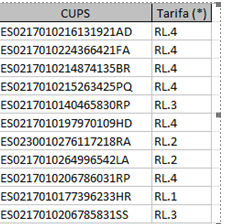 CUPS Tarifa (*)
ES0217010216131921AD RL.4
ES0217010224366421FA RL.4
ES0217010214874135BR RL.4
ES0217010215263425PQ RL.4
ES0217010140465830RP RL.3
ES0217010197970109HD RL.4
ES0230010276117218RA RL.2
ES0217010264996542LA RL.2
ES0217010206786031RP RL.4
ES0217010177396233HR RL.1
ES0217010206785831SS RL.3